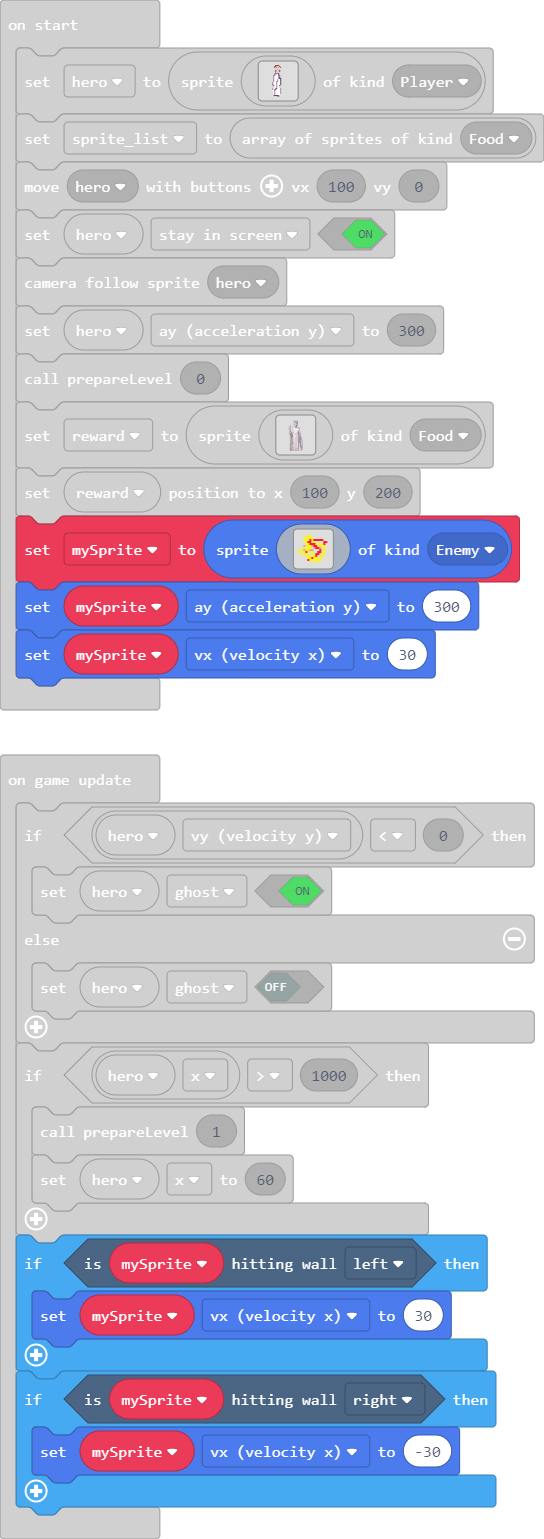 on start
set hero to sprite of kind Player
set sprite_list to array of sprites of kind Food
move hero with buttons vx 100 vy 0
set hero stay in screen ON
camera follow sprite hero
set hero ay (acceleration y) to 300
call prepareLevel 0
set reward to sprite of kind Food
set reward position to x 100 y 200
set mySprite to sprite of kind Enemy
set mySprite ay (acceleration y) to 300
set mySprite vx (velocity x) to 30
on game update
if hero vy (velocity y) < 0 then
set hero ghost ON
else
set hero ghost OFF
if hero x > 1000 then
call prepareLevel 1
set hero x to 60
if is mySprite hitting wall left then
set mySprite vx (velocity x) to 30
if is mySprite hitting wall right then
set mySprite vx (velocity x) to -30